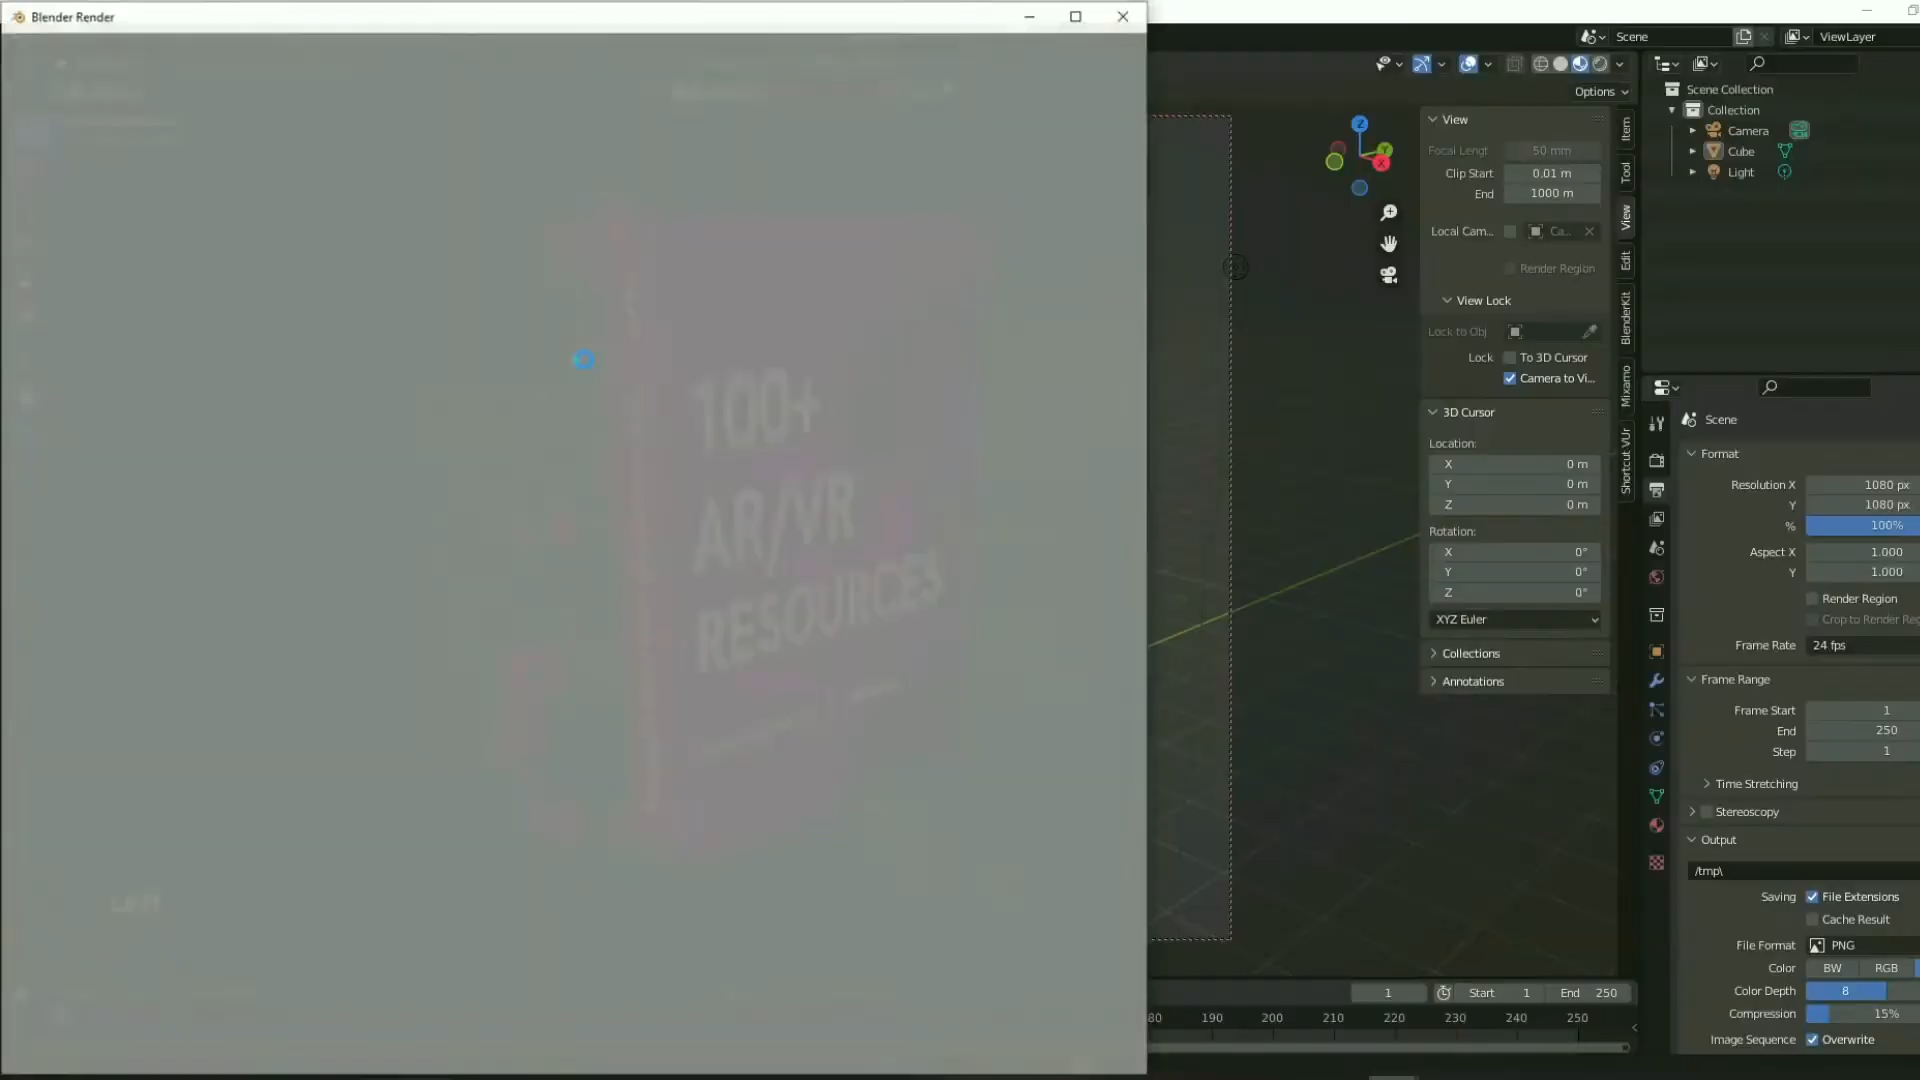 Blender Render
Scene
ViewLayer
Options
Scene Collection
Collection
Camera
Cube
Light
View
Focal Lengt 50 mm
Clip Start 0.01 m
End 1000 m
Local Cam... Ca...
Render Region
View Lock
Lock to Obj
Lock To 3D Cursor
Camera to Vi...
3D Cursor
Location:
X 0 m
Y 0 m
Z 0 m
Rotation:
X 0°
Y 0°
Z 0°
XYZ Euler
Collections
Annotations
Item
Tool
View
Edit
BlenderKit
Mixamo
Shortcut VUr
100+
AR/VR
RESOURCES
Scene
Format
Resolution X 1080 px
Y 1080 px
% 100%
Aspect X 1.000
Y 1.000
Render Region
Crop to Render Reg
Frame Rate 24 fps
Frame Range
Frame Start 1
End 250
Step 1
Time Stretching
Stereoscopy
Output
/tmp\
Saving File Extensions
Cache Result
File Format PNG
Color BW RGB
Color Depth 8
Compression 15%
Image Sequence Overwrite
1 Start 1 End 250
80 190 200 210 220 230 240 250